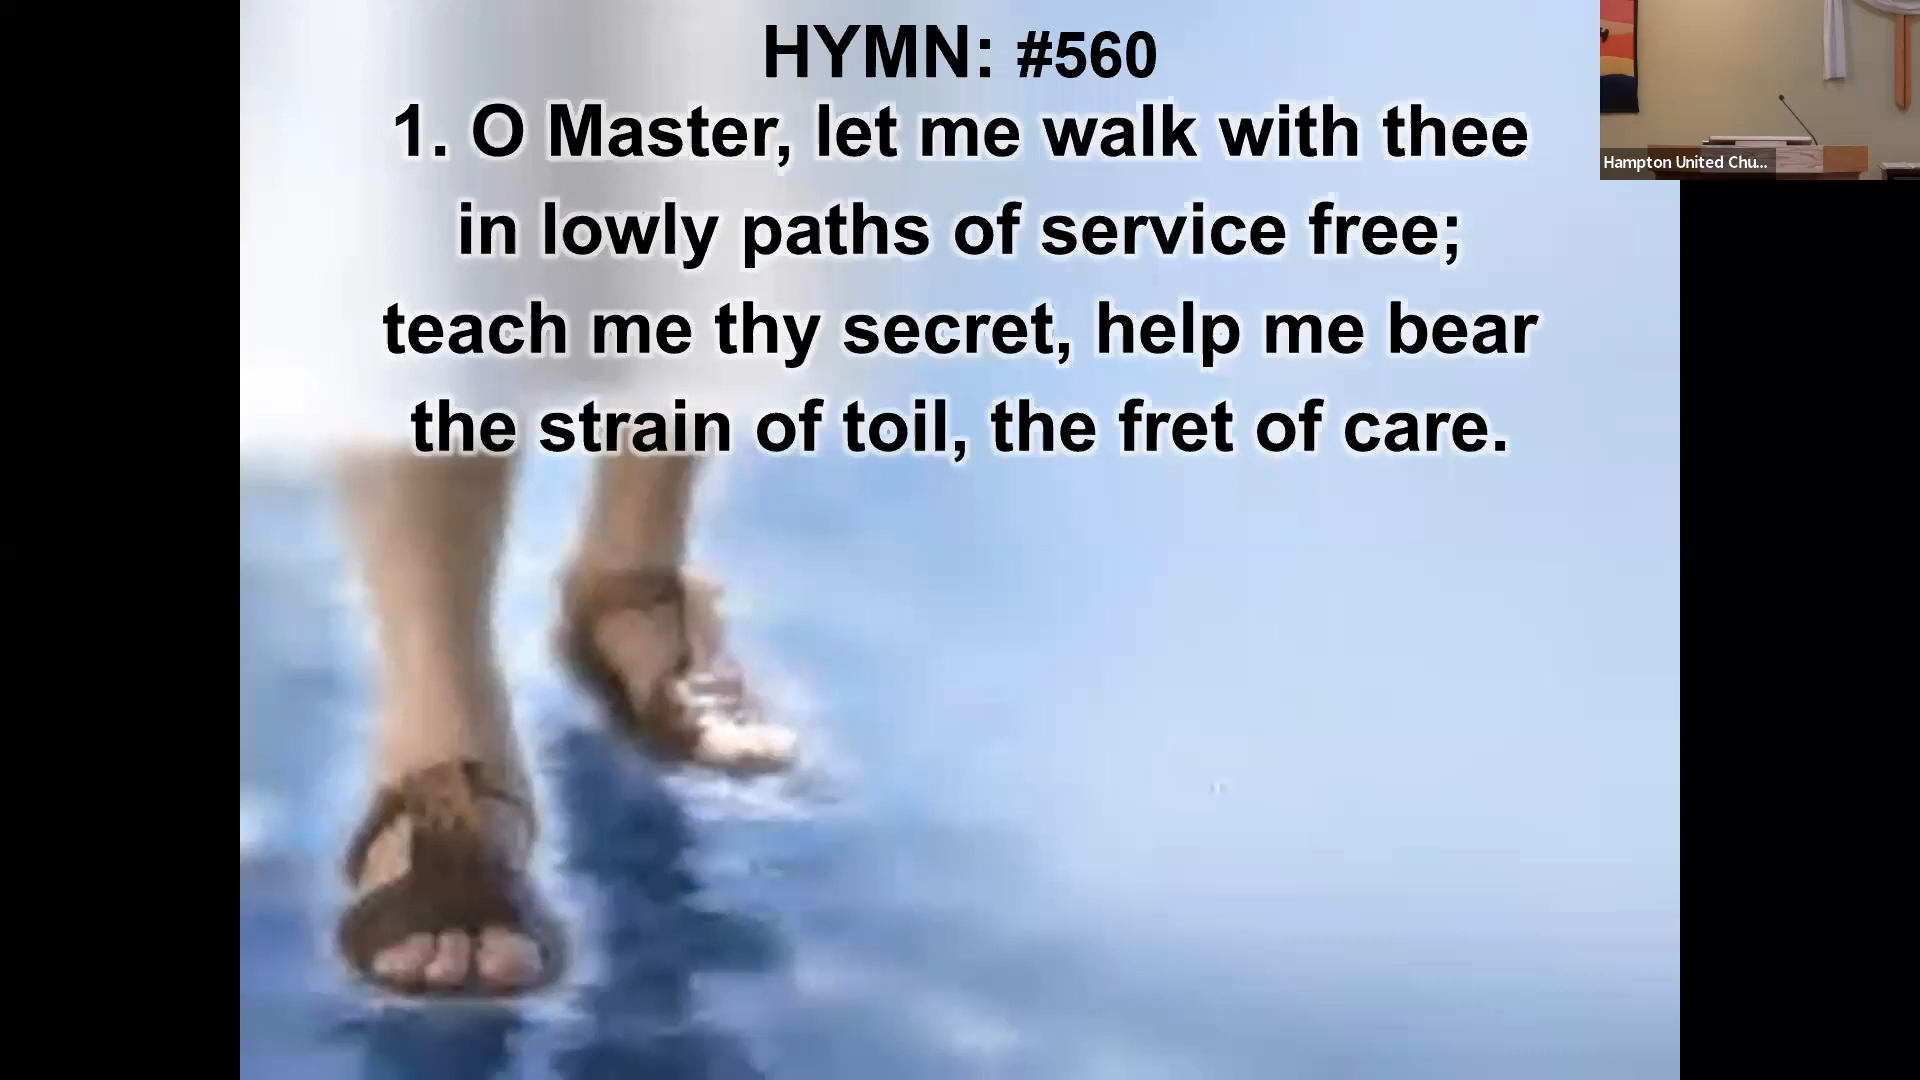 HYMN: #560
1. O Master, let me walk with thee
in lowly paths of service free;
teach me thy secret, help me bear
the strain of toil, the fret of care.
Hampton United Chu...